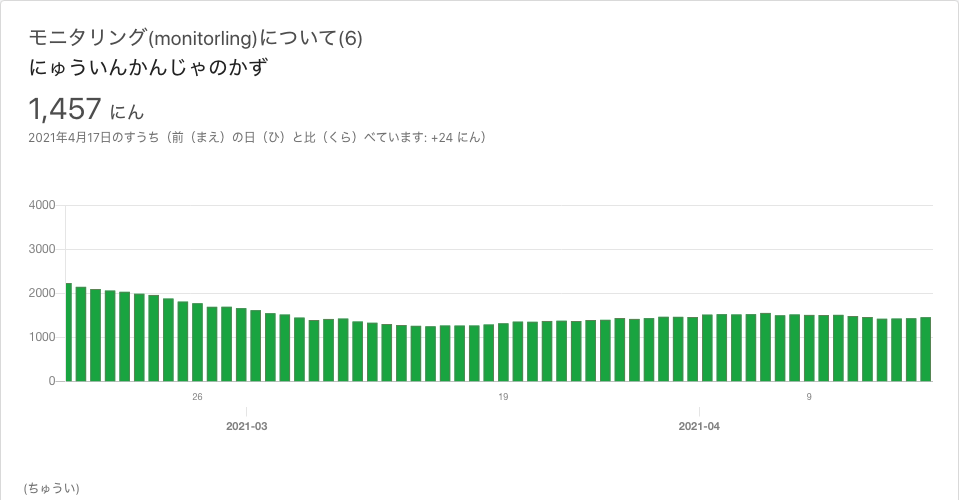 モニタリング(monitorling)について(6)
にゅういんかんじゃのかず
1,457 にん
2021年4月17日のすうち（前（まえ）の日（ひ）と比（くら）べています: +24 にん）
4000
3000
2000
1000
0
26 19 9
2021-03 2021-04
(ちゅうい)